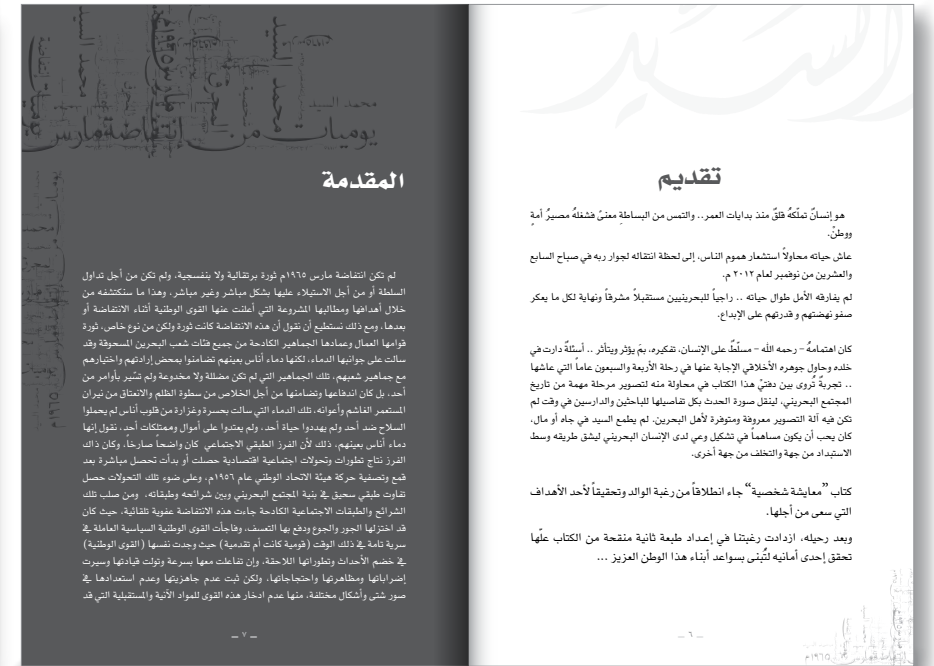 السيد
تقديم
هو إنسانٌ تملّكهُ قلقٌ منذ بدايات العمر.. والتمس من البساطةِ معنىً فشغلهُ مصيرُ أمةٍ
ووطنٍ.
عاش حياته محاولاً استشعار هموم الناس، إلى لحظة انتقاله لجوار ربه في صباح السابع
والعشرين من نوفمبر لعام ٢٠١٢ م.
لم يفارقه الأمل طوال حياته .. راجياً للبحرينيين مستقبلاً مشرقاً ونهاية لكل ما يعكر
صفو نهضتهم و قدرتهم على الإبداع.
كان اهتمامهُ – رحمه الله – مسلّطٌ على الإنسان، تفكيره، بمَ يؤثر ويتأثر .. أسئلةٌ دارت في
خلده وحاول جوهره الأخلاقي الإجابة عنها في رحلة الأربعة والسبعون عاماً التي عاشها
.. تجربةٌ تُروى بين دفتيّ هذا الكتاب في محاولة منه لتصوير مرحلة مهمة من تاريخ
المجتمع البحريني، لينقل صورة الحدث بكل تفاصيلها للباحثين والدارسين في وقت لم
تكن فيه آلة التصوير معروفة ومتوفرة لأهل البحرين. لم يطمع السيد في جاه أو مال،
كان يحب أن يكون مساهماً في تشكيل وعي لدى الإنسان البحريني ليشق طريقه وسط
الاستبداد من جهة والتخلف من جهة أخرى.
كتاب ”معايشة شخصية“ جاء انطلاقاً من رغبة الوالد وتحقيقاً لأحد الأهداف
التي سعى من أجلها.
وبعد رحيله، ازدادت رغبتنا في إعداد طبعة ثانية منقحة من الكتاب علّها
تحقق إحدى أمانيه لتُبنى بسواعد أبناء هذا الوطن العزيز ...
– ٦ –
محمد السيد
يوميات من إنتفاضة مارس
المقدمة
لم تكن انتفاضة مارس ١٩٦٥م ثورة برتقالية ولا بنفسجية، ولم تكن من أجل تداول
السلطة أو من أجل الاستيلاء عليها بشكل مباشر وغير مباشر، وهذا ما سنكتشفه من
خلال أهدافها ومطالبها المشروعة التي أعلنت عنها القوى الوطنية أثناء الانتفاضة أو
بعدها، ومع ذلك نستطيع أن نقول أن هذه الانتفاضة كانت ثورة ولكن من نوع خاص، ثورة
قوامها العمال وعمادها الجماهير الكادحة من جميع فئات شعب البحرين المسحوقة وقد
سالت على جوانبها الدماء، لكنها دماء أناس بعينهم تضامنوا بمحض إرادتهم واختيارهم
مع جماهير شعبهم، تلك الجماهير التي لم تكن مضللة ولا مخدوعة ولم تسّير بأوامر من
أحد، بل كان اندفاعها وتضامنها من أجل الخلاص من سطوة الظلم والانعتاق من نيران
المستعمر الغاشم وأعوانه، تلك الدماء التي سالت بحسرة وغزارة من قلوب أناس لم يحملوا
السلاح ضد أحد ولم يهددوا حياة أحد، ولم يعتدوا على أموال وممتلكات أحد، نقول إنها
دماء أناس بعينهم، ذلك لأن الفرز الطبقي الاجتماعي كان واضحاً صارخاً، وكان ذاك
الفرز نتاج تطورات وتحولات اجتماعية اقتصادية حصلت أو بدأت تحصل مباشرة بعد
قمع وتصفية حركة هيئة الاتحاد الوطني عام ١٩٥٦م، وعلى ضوء تلك التحولات حصل
تفاوت طبقي سحيق في بنية المجتمع البحريني وبين شرائحه وطبقاته، ومن صلب تلك
الشرائح والطبقات الاجتماعية الكادحة جاءت هذه الانتفاضة عفوية تلقائية، حيث كان
قد اختزلها الجور والجوع ودفع بها التعسف، وفاجأت القوى الوطنية السياسية العاملة في
سرية تامة في ذلك الوقت (قومية كانت أم تقدمية) حيث وجدت نفسها (القوى الوطنية)
في خضم الأحداث وتطوراتها اللاحقة، وإن تفاعلت معها بسرعة وتولت قيادتها وسيرت
إضراباتها ومظاهراتها واحتجاجاتها، ولكن ثبت عدم جاهزيتها وعدم استعدادها في
صور شتى وأشكال مختلفة، منها عدم ادخار هذه القوى للمواد الآنية والمستقبلية التي قد
– ٧ –